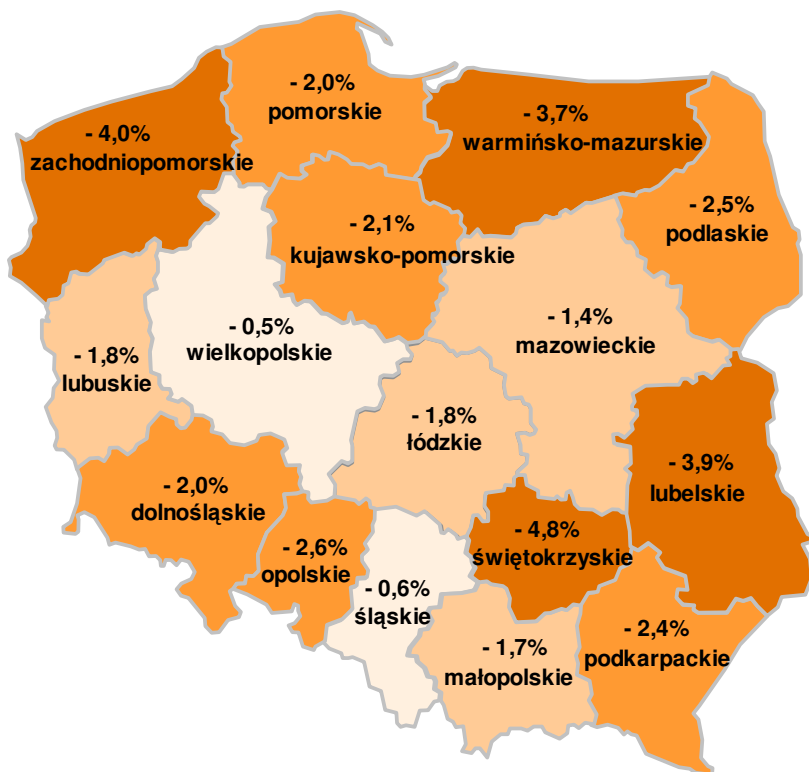 - 2,0%
pomorskie
- 3,7%
warmińsko-mazurskie
- 4,0%
zachodniopomorskie
- 2,5%
podlaskie
- 2,1%
kujawsko-pomorskie
- 0,5%
wielkopolskie
- 1,4%
mazowieckie
- 1,8%
lubuskie
- 1,8%
łódzkie
- 3,9%
lubelskie
- 2,0%
dolnośląskie
- 4,8%
świętokrzyskie
- 2,6%
opolskie
- 0,6%
śląskie
- 2,4%
podkarpackie
- 1,7%
małopolskie